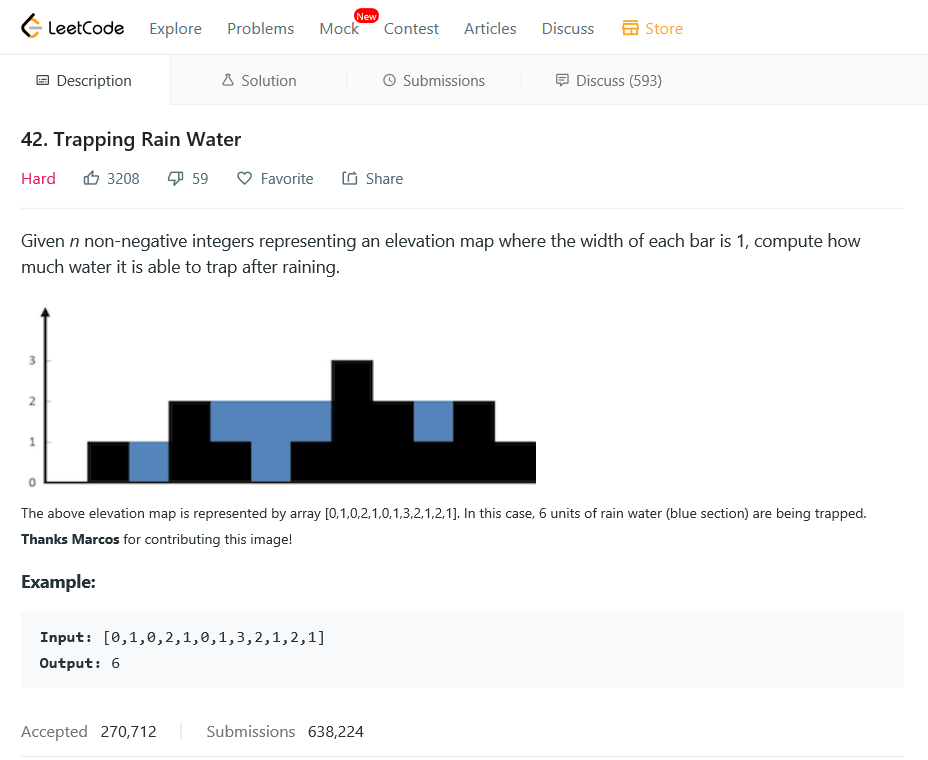 LeetCode Explore Problems Mock New Contest Articles Discuss Store
Description Solution Submissions Discuss (593)
42. Trapping Rain Water
Hard 3208 59 Favorite Share
Given n non-negative integers representing an elevation map where the width of each bar is 1, compute how
much water it is able to trap after raining.
3
2
1
0
The above elevation map is represented by array [0,1,0,2,1,0,1,3,2,1,2,1]. In this case, 6 units of rain water (blue section) are being trapped.
Thanks Marcos for contributing this image!
Example:
Input: [0,1,0,2,1,0,1,3,2,1,2,1]
Output: 6
Accepted 270,712 Submissions 638,224